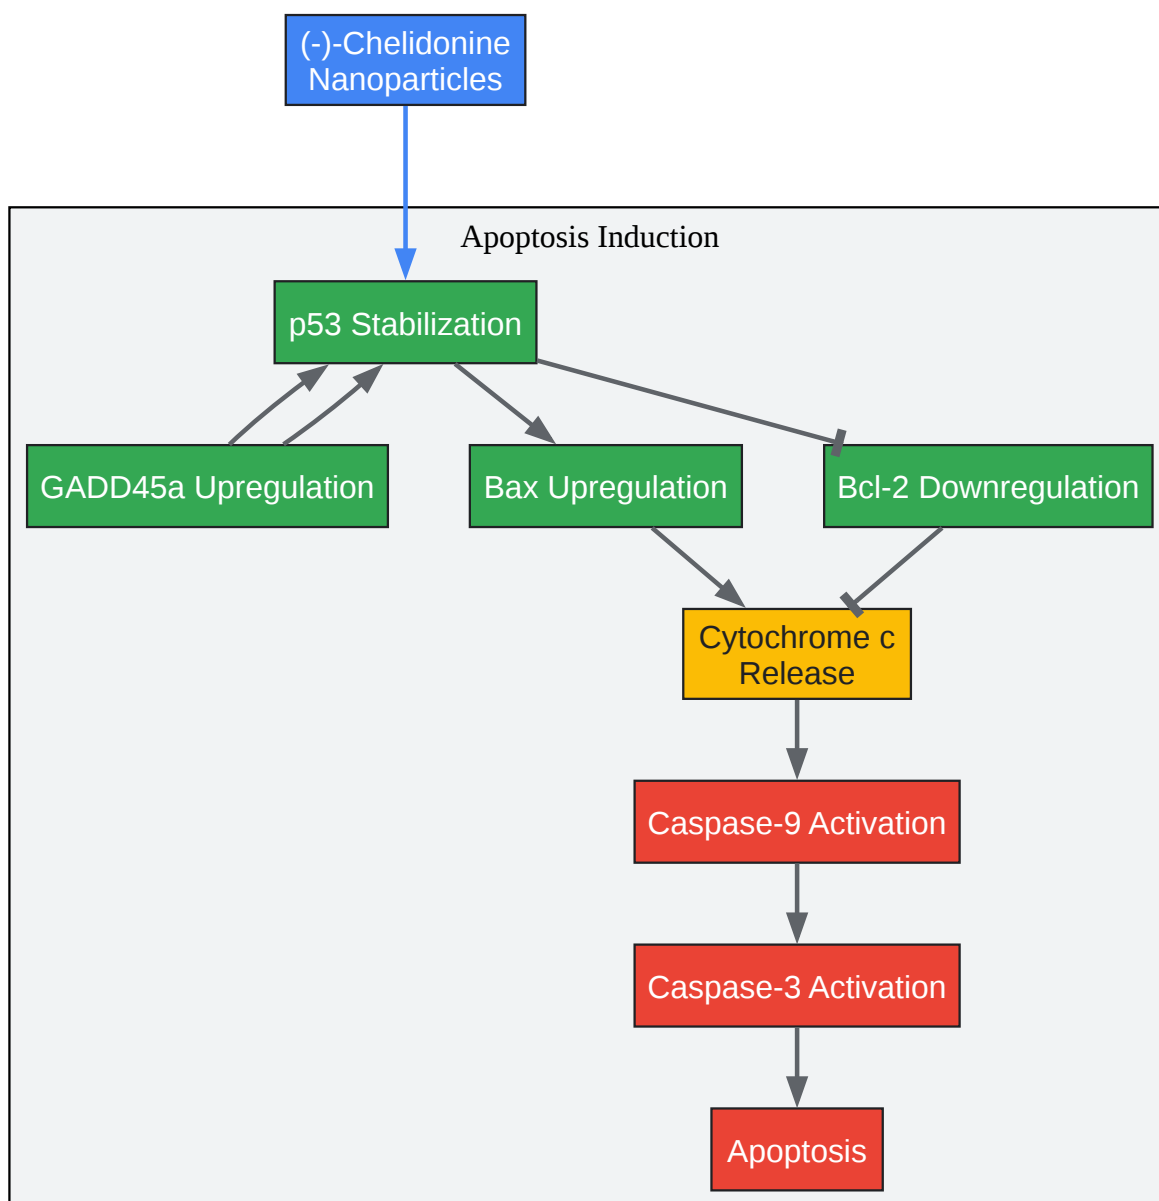 (-)-Chelidonine
Nanoparticles
Apoptosis Induction
p53 Stabilization
GADD45a Upregulation
Bax Upregulation
Bcl-2 Downregulation
Cytochrome c
Release
Caspase-9 Activation
Caspase-3 Activation
Apoptosis